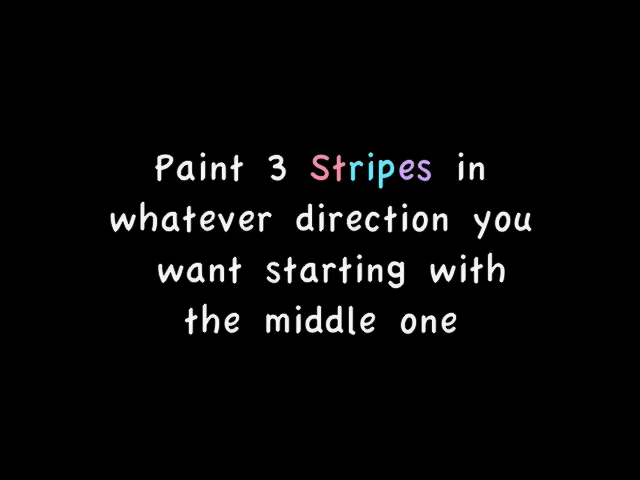 Paint 3 Stripes in
whatever direction you
want starting with
the middle one